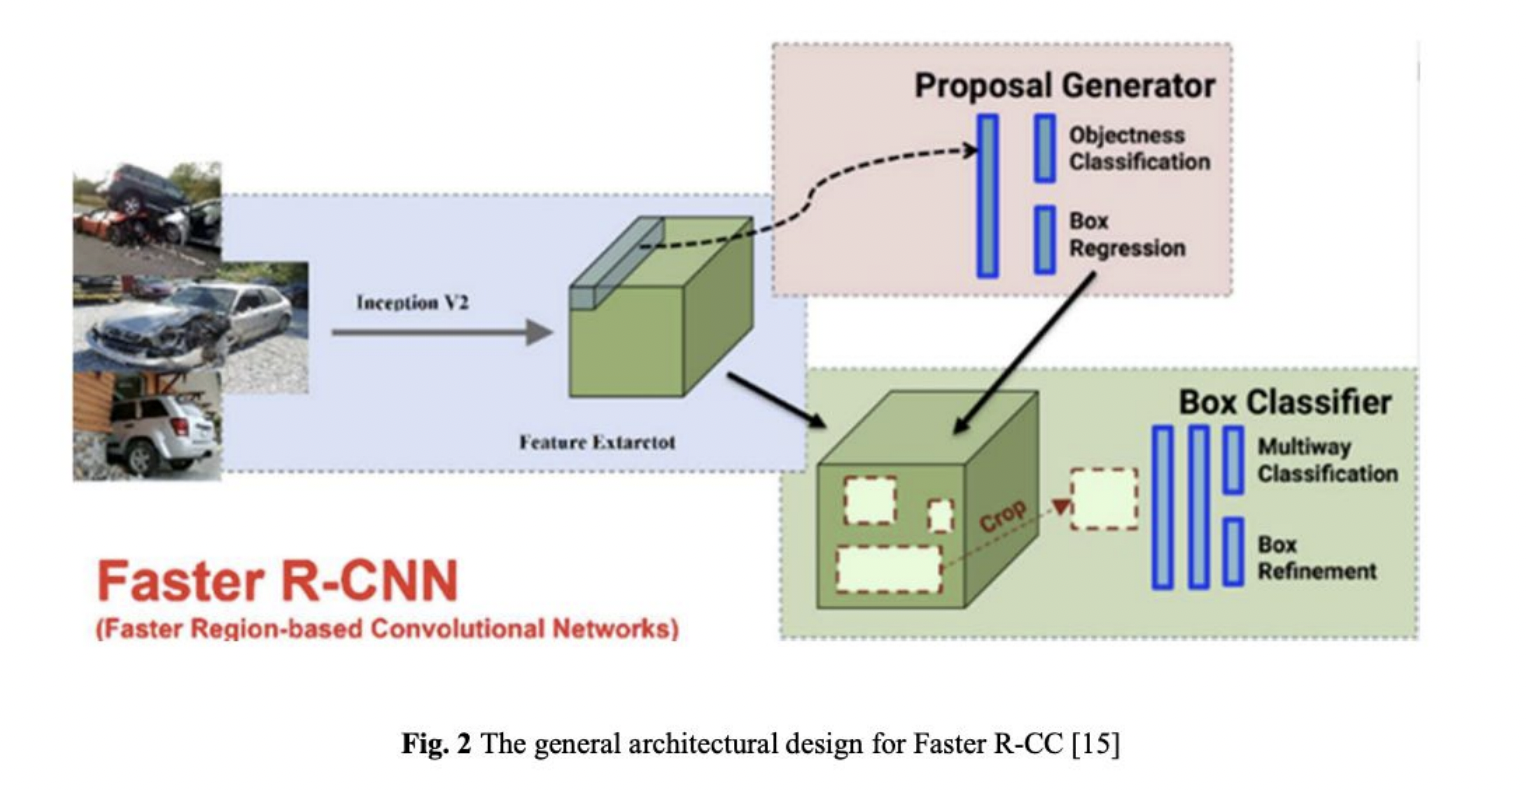 Proposal Generator
Objectness
Classification
Box
Regression
Inception V2
Feature Extarctot
Box Classifier
Multiway
Classification
Crop
Box
Refinement
Faster R-CNN
(Faster Region-based Convolutional Networks)
Fig. 2 The general architectural design for Faster R-CC [15]